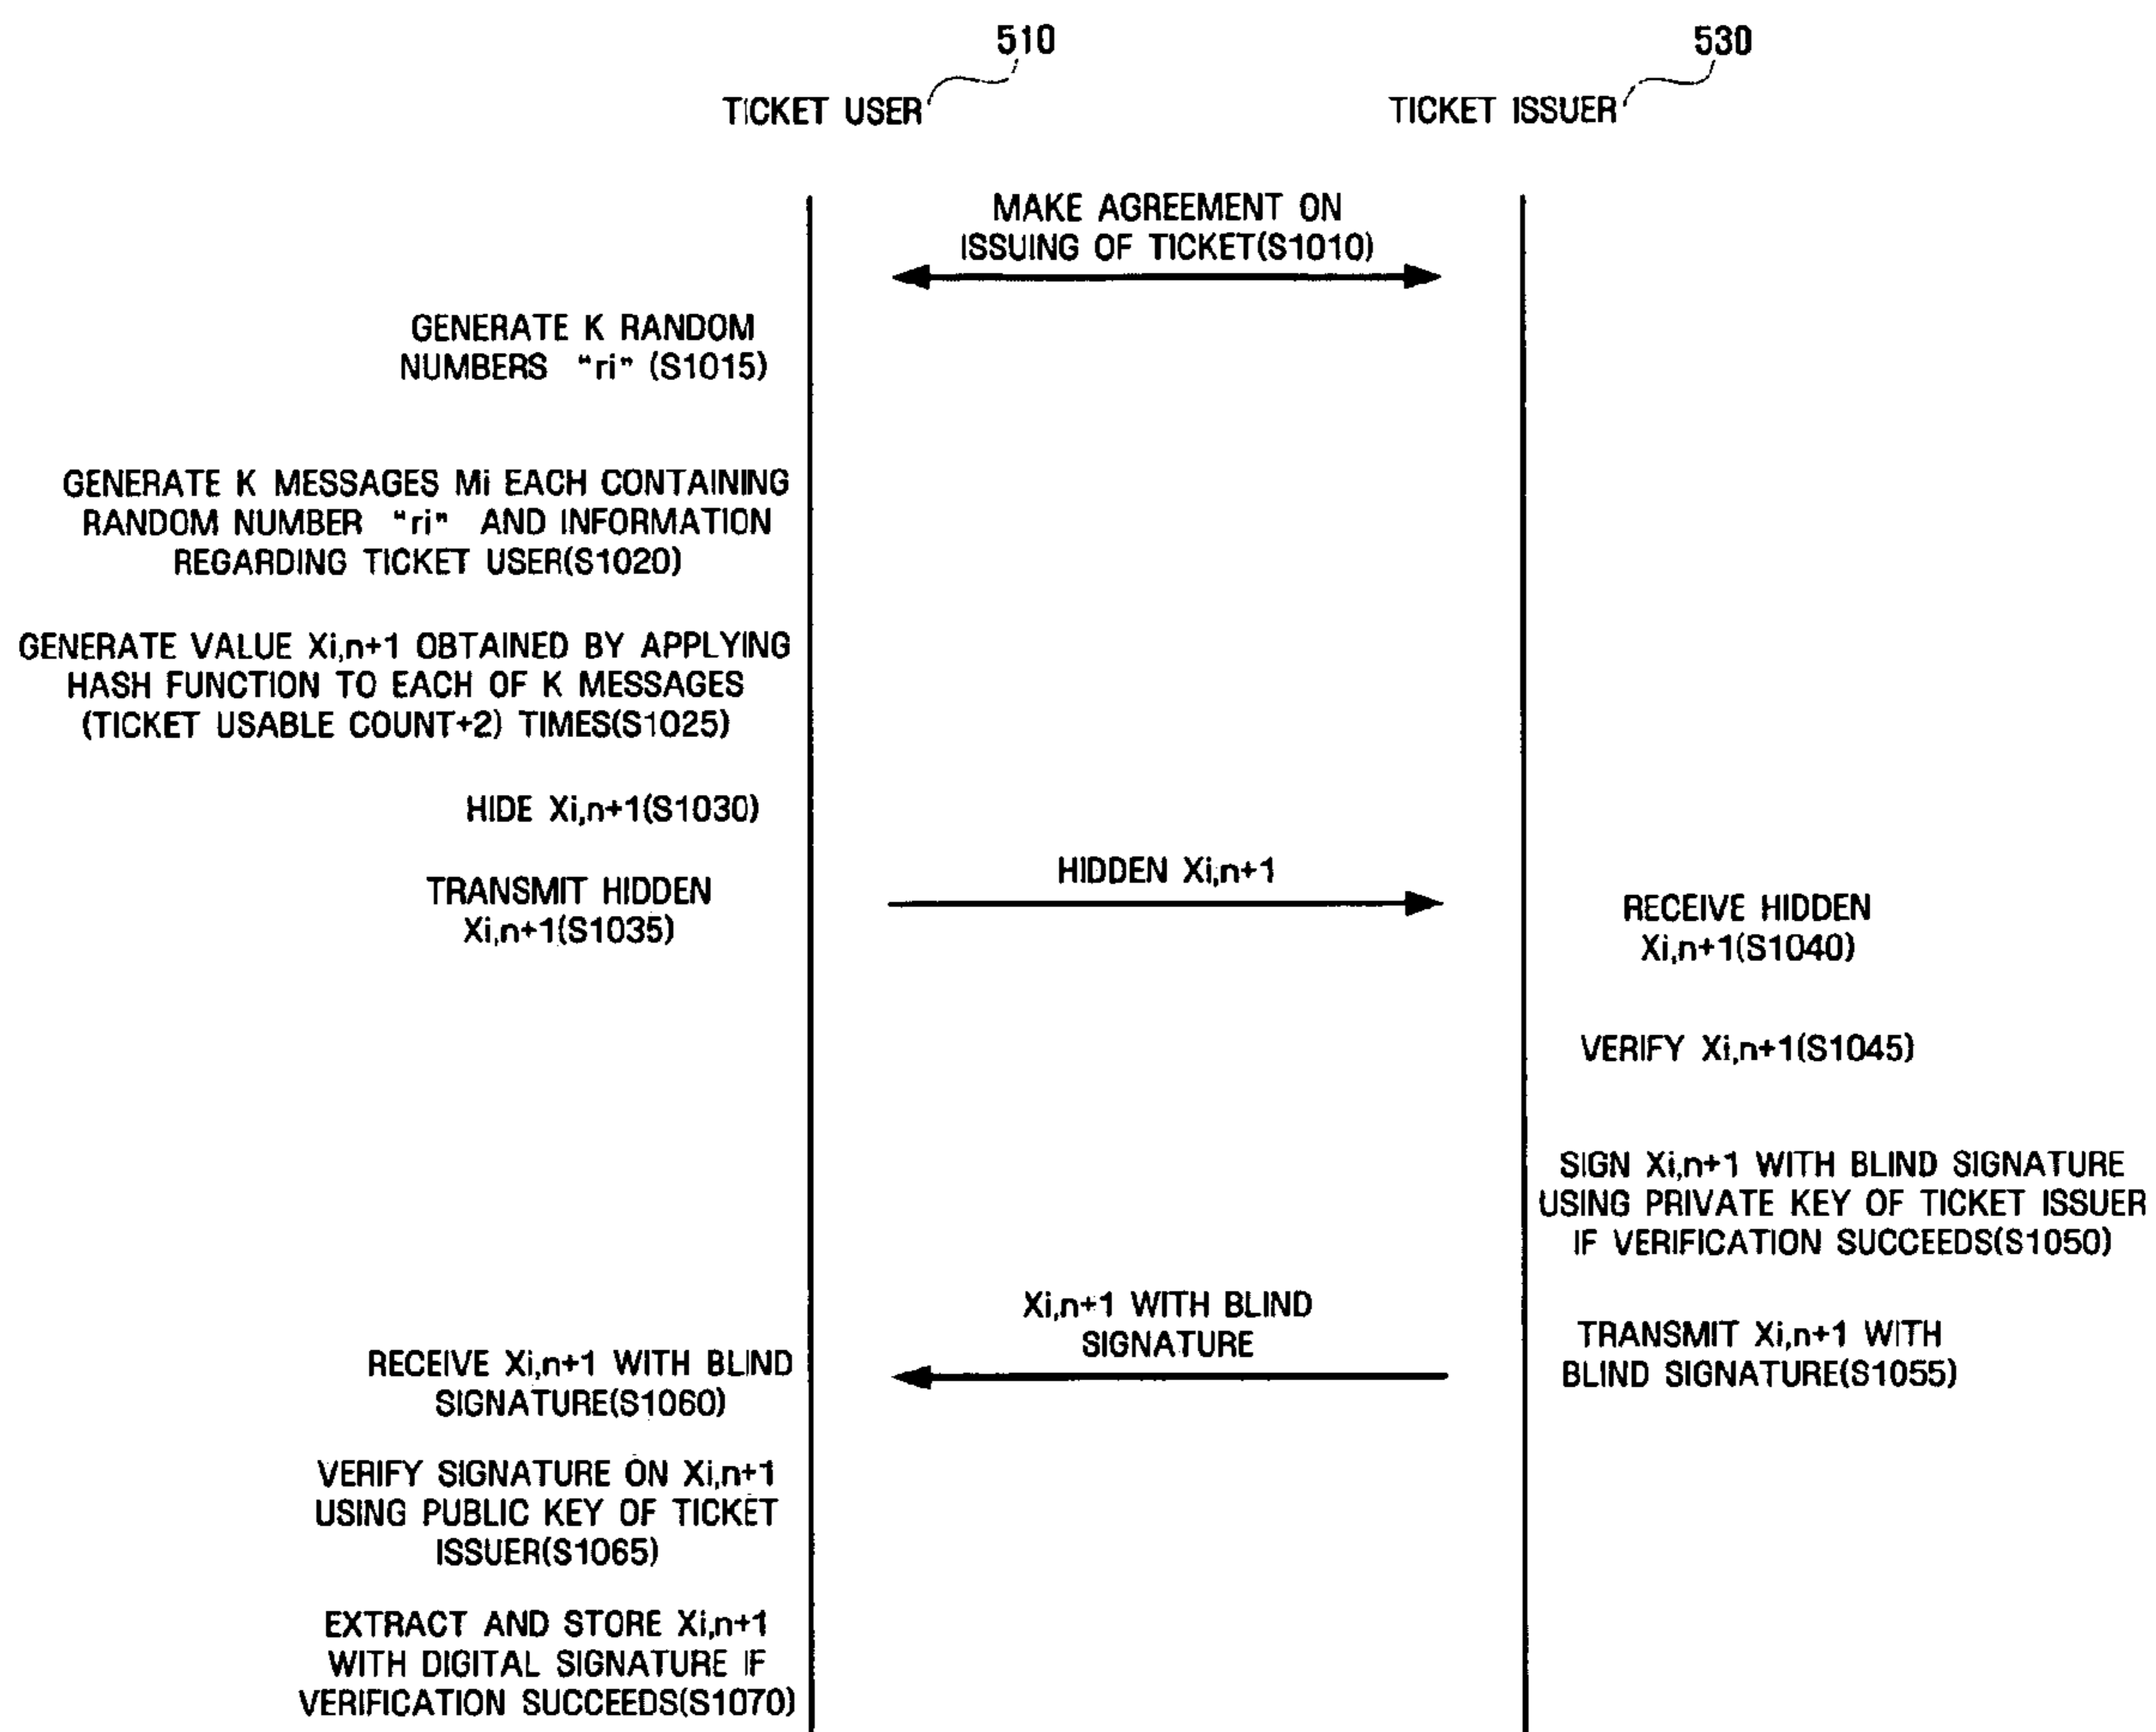 510
530
TICKET USER
TICKET ISSUER
MAKE AGREEMENT ON
ISSUING OF TICKET(S1010)
GENERATE K RANDOM
NUMBERS "ri" (S1015)
GENERATE K MESSAGES Mi EACH CONTAINING
RANDOM NUMBER "ri" AND INFORMATION
REGARDING TICKET USER(S1020)
GENERATE VALUE Xi,n+1 OBTAINED BY APPLYING
HASH FUNCTION TO EACH OF K MESSAGES
(TICKET USABLE COUNT+2) TIMES(S1025)
HIDE Xi,n+1(S1030)
TRANSMIT HIDDEN
Xi,n+1(S1035)
HIDDEN Xi,n+1
RECEIVE HIDDEN
Xi,n+1(S1040)
VERIFY Xi,n+1(S1045)
SIGN Xi,n+1 WITH BLIND SIGNATURE
USING PRIVATE KEY OF TICKET ISSUER
IF VERIFICATION SUCCEEDS(S1050)
Xi,n+1 WITH BLIND
SIGNATURE
TRANSMIT Xi,n+1 WITH
BLIND SIGNATURE(S1055)
RECEIVE Xi,n+1 WITH BLIND
SIGNATURE(S1060)
VERIFY SIGNATURE ON Xi,n+1
USING PUBLIC KEY OF TICKET
ISSUER(S1065)
EXTRACT AND STORE Xi,n+1
WITH DIGITAL SIGNATURE IF
VERIFICATION SUCCEEDS(S1070)